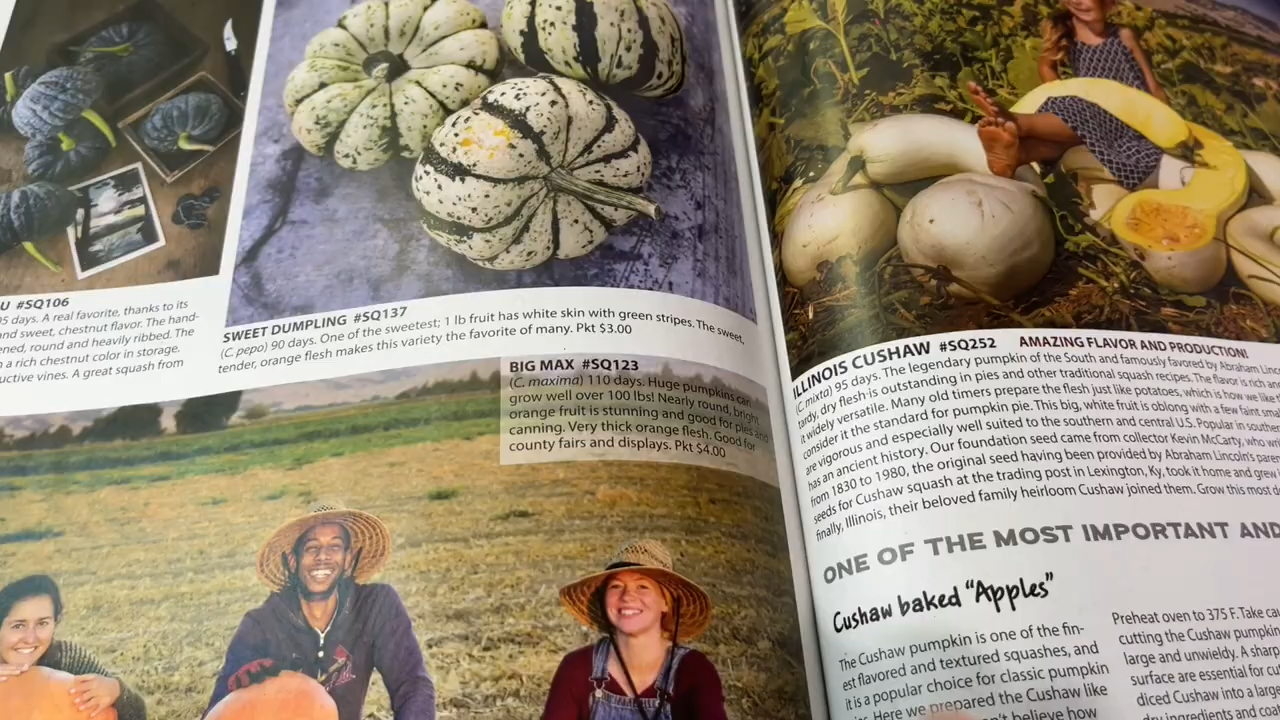 U #SQ106
95 days. A real favorite, thanks to its
and sweet, chestnut flavor. The hand-
ened, round and heavily ribbed. The
a rich chestnut color in storage.
uctive vines. A great squash from
SWEET DUMPLING #SQ137
(C. pepo) 90 days. One of the sweetest; 1 lb fruit has white skin with green stripes. The sweet,
tender, orange flesh makes this variety the favorite of many. Pkt $3.00
BIG MAX #SQ123
(C. maxima) 110 days. Huge pumpkins can
grow well over 100 lbs! Nearly round, bright
orange fruit is stunning and good for pies and
canning. Very thick orange flesh. Good for
county fairs and displays. Pkt $4.00
ILLINOIS CUSHAW #SQ252 AMAZING FLAVOR AND PRODUCTION!
(C. mixta) 95 days. The legendary pumpkin of the South and famously favored by Abraham Linc
tardy, dry flesh is outstanding in pies and other traditional squash recipes. The flavor is rich and
it widely versatile. Many old timers prepare the flesh just like potatoes, which is how we like
consider it the standard for pumpkin pie. This big, white fruit is oblong with a few faint
are vigorous and especially well suited to the southern and central U.S. Popular in southe
has an ancient history. Our foundation seed came from collector Kevin McCarty, who
from 1830 to 1980, the original seed having been provided by Abraham Lincoln's paren
seeds for Cushaw squash at the trading post in Lexington, Ky, took it home and grew
finally, Illinois, their beloved family heirloom Cushaw joined them. Grow this most
ONE OF THE MOST IMPORTANT AND
Cushaw baked "Apples"
The Cushaw pumpkin is one of the fin-
est flavored and textured squashes, and
it is a popular choice for classic pumpkin
Here we prepared the Cushaw like
n't believe how
Preheat oven to 375 F. Take ca
cutting the Cushaw pumpkin
large and unwieldy. A sharp
surface are essential for cu
diced Cushaw into a large
dry ingredients and coat